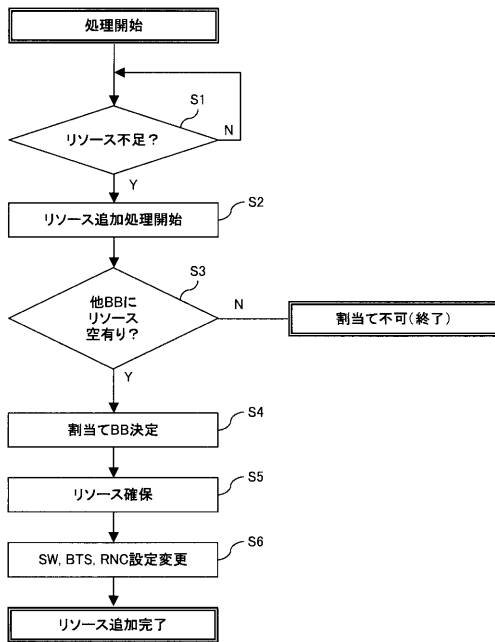 処理開始
S1
リソース不足？
N
Y
S2
リソース追加処理開始
S3
他BBに
リソース
空有り？
N
割当て不可(終了)
Y
S4
割当てBB決定
S5
リソース確保
S6
SW, BTS, RNC設定変更
リソース追加完了